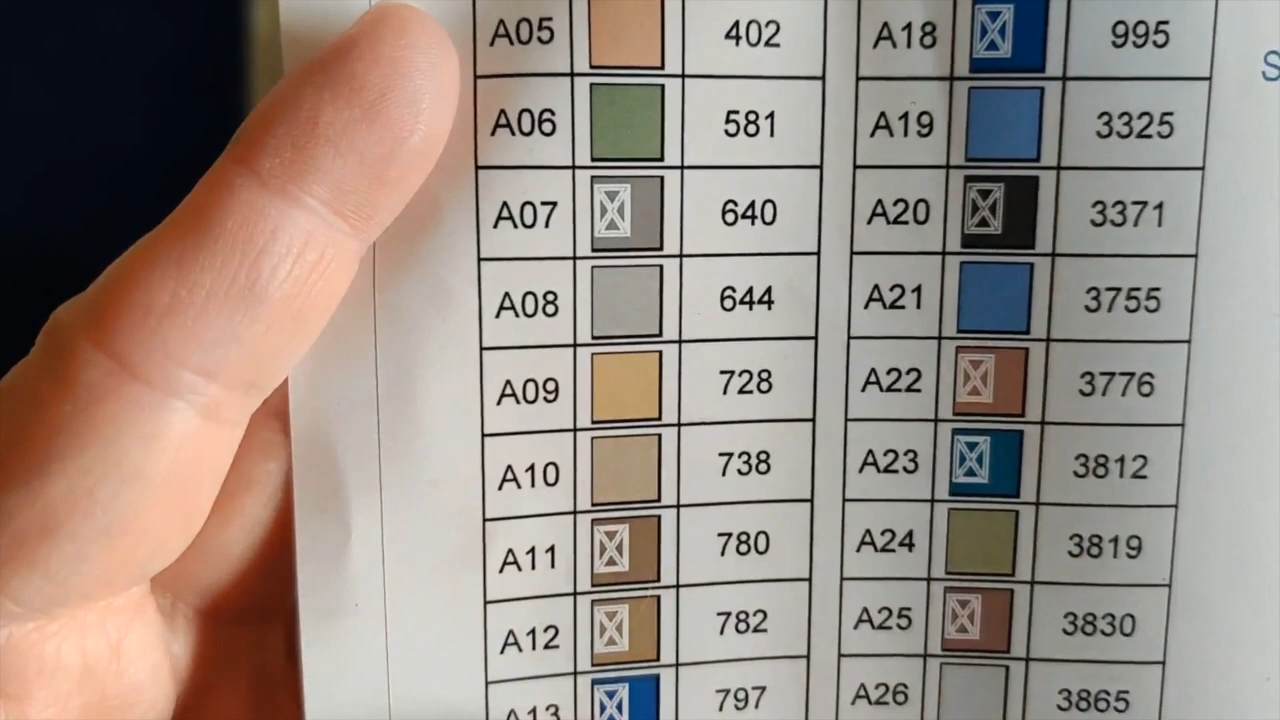 A05 402 A18 995
A06 581 A19 3325
A07 640 A20 3371
A08 644 A21 3755
A09 728 A22 3776
A10 738 A23 3812
A11 780 A24 3819
A12 782 A25 3830
A13 797 A26 3865
S